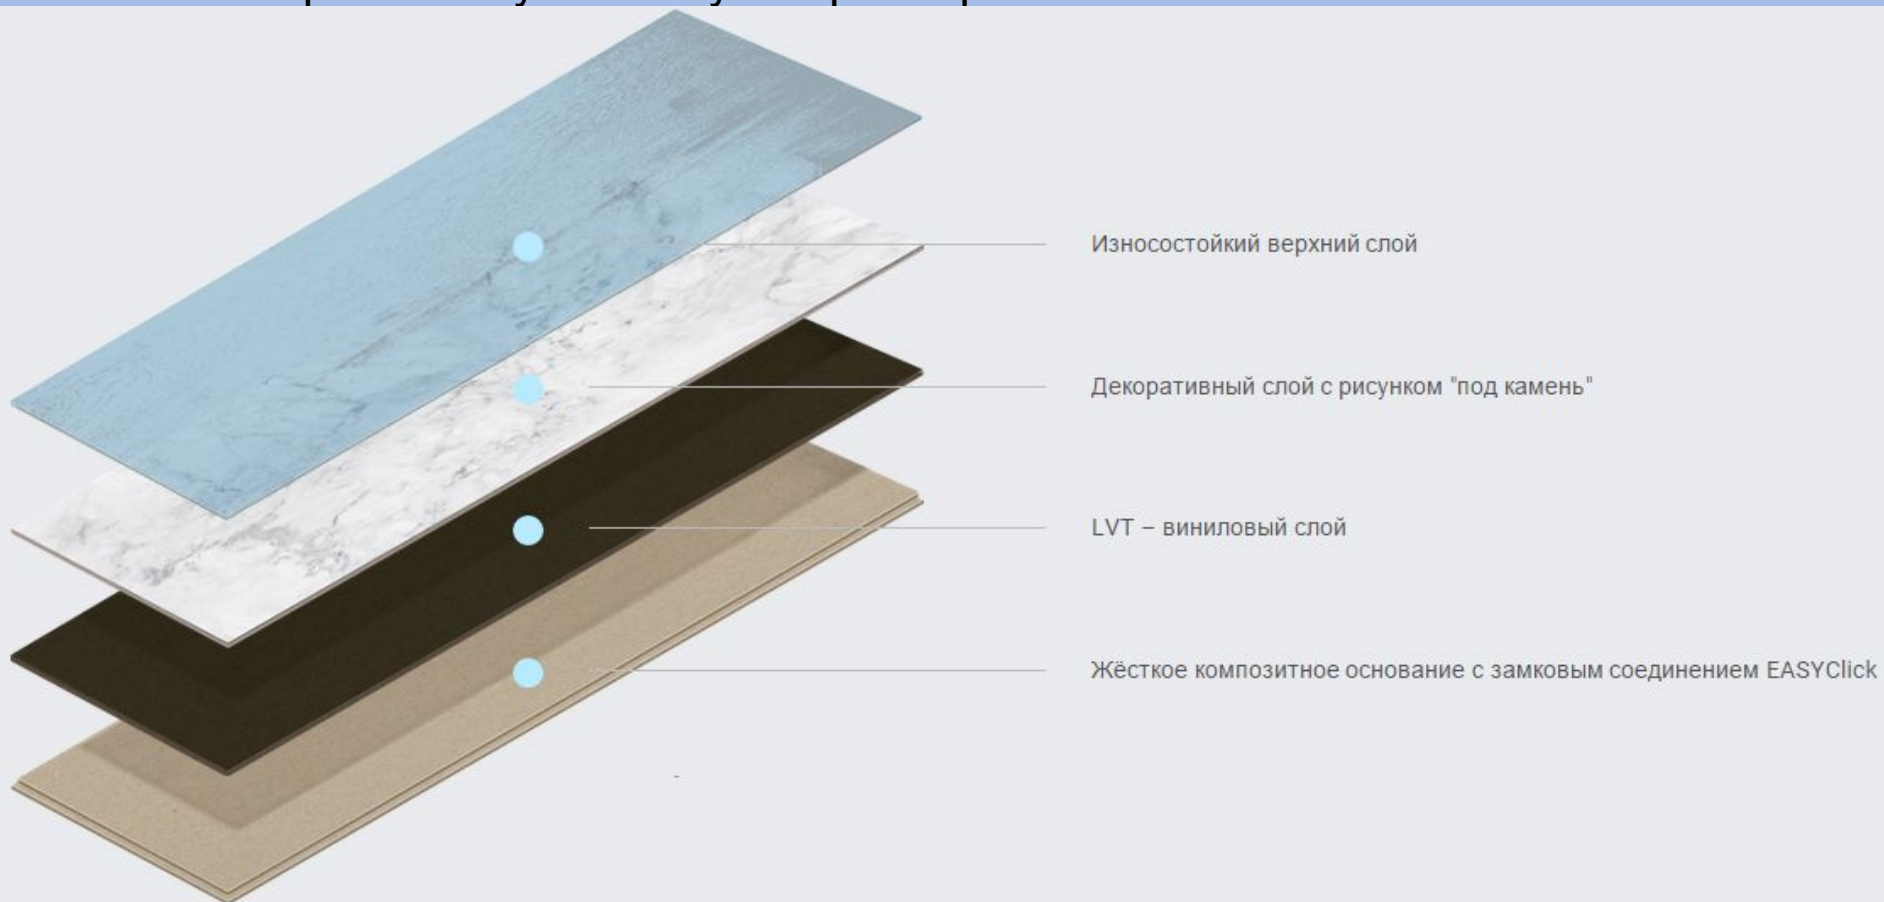 Износостойкий верхний слой
Декоративный слой с рисунком "под камень"
LVT – виниловый слой
Жёсткое композитное основание с замковым соединением EASYClick
-